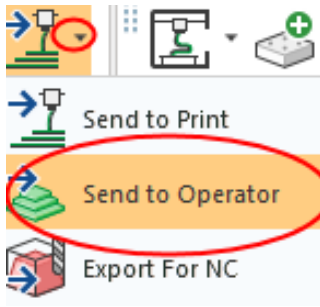 Send to Print
Send to Operator
Export For NC